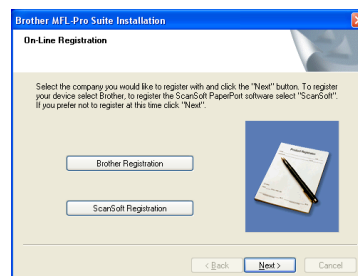 Brother MFL-Pro Suite Installation
On-Line Registration
Select the company you would like to register with and click the "Next" button. To register
your device select Brother, to register the ScanSoft PaperPort software select "ScanSoft".
If you prefer not to register at this time click "Next".
Brother Registration
ScanSoft Registration
< Back
Next >
Cancel